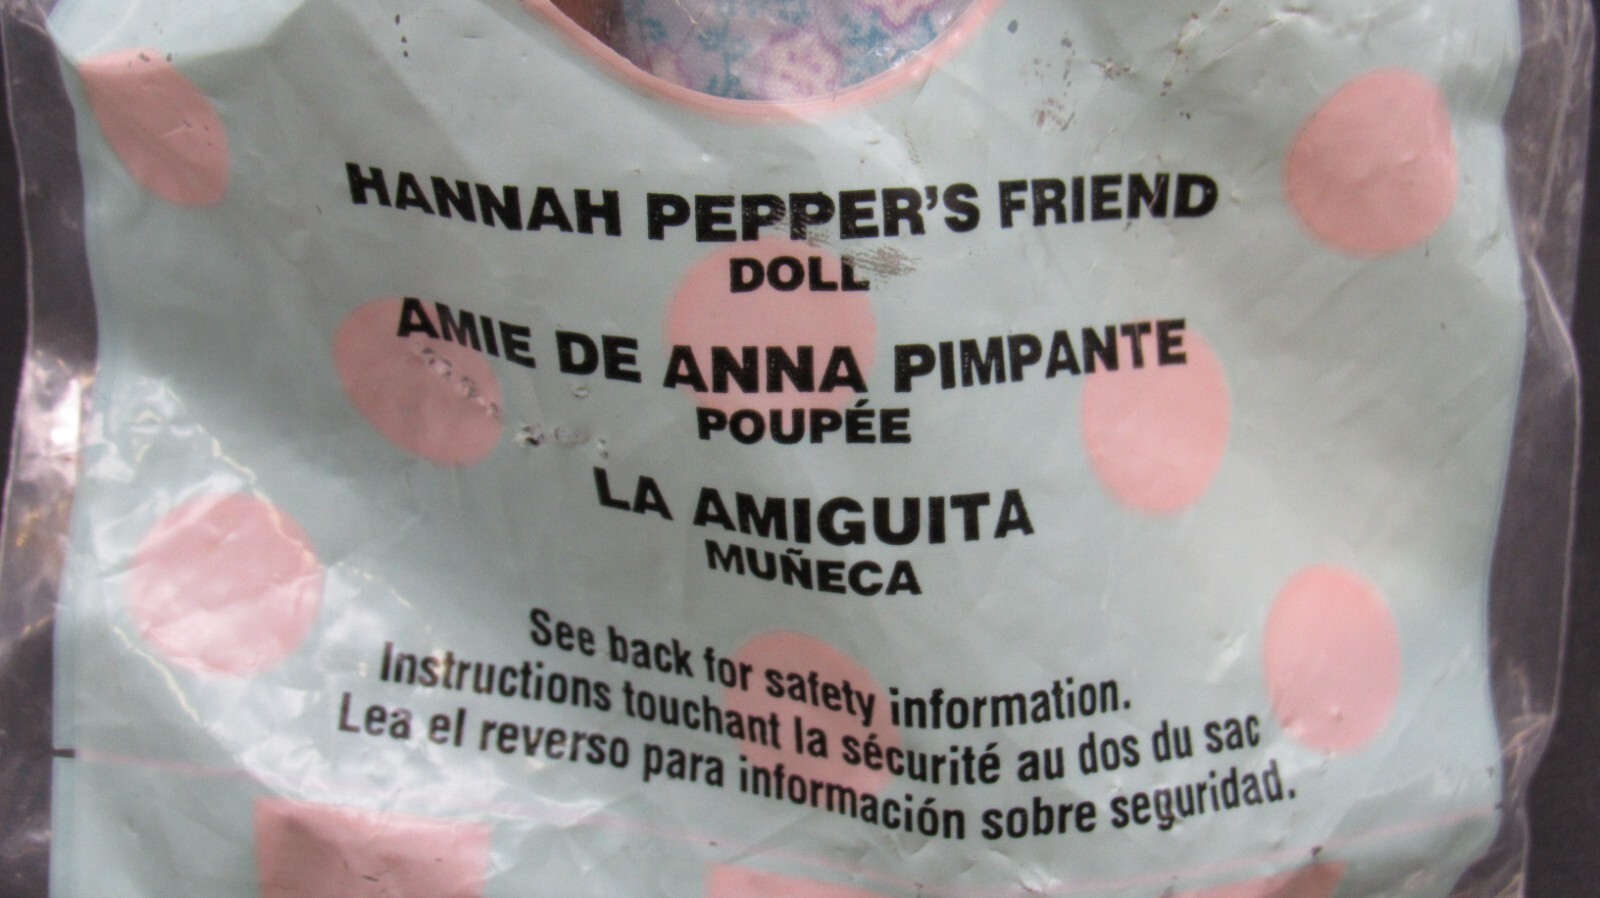 HANNAH PEPPER'S FRIEND
DOLL
AMIE DE ANNA PIMPANTE
POUPÉE
LA AMIGUITA
MUÑECA
See back for safety information.
Instructions touchant la sécurité au dos du sac
Lea el reverso para información sobre seguridad.